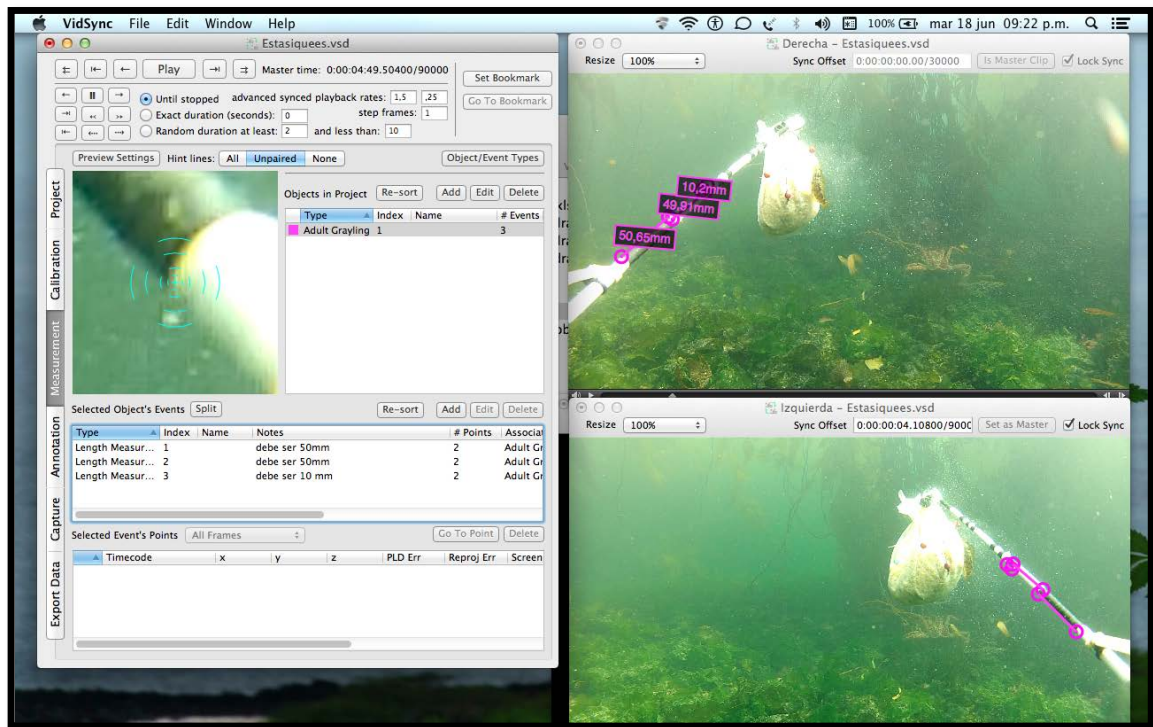 VidSync File Edit Window Help 100% mar 18 jun 09:22 p.m.
Estasiquees.vsd
Play Master time: 0:00:04:49.50400/90000 Set Bookmark
Until stopped advanced synced playback rates: 1,5 ,25 Go To Bookmark
Exact duration (seconds): 0 step frames: 1
Random duration at least: 2 and less than: 10
Preview Settings Hint lines: All Unpaired None Object/Event Types
Project
Calibration
Measurement
Annotation
Capture
Export Data
Objects in Project Re-sort Add Edit Delete
Type Index Name # Events
Adult Grayling 1 3
Selected Object's Events Split Re-sort Add Edit Delete
Type Index Name Notes # Points Associat
Length Measur... 1 debe ser 50mm 2 Adult Gr
Length Measur... 2 debe ser 50mm 2 Adult Gr
Length Measur... 3 debe ser 10 mm 2 Adult Gr
Selected Event's Points All Frames Go To Point Delete
Timecode x y z PLD Err Reproj Err Screen
Derecha – Estasiquees.vsd
Resize 100% Sync Offset 0:00:00:00.00/30000 Is Master Clip Lock Sync
10,2mm
49,91mm
50,65mm
Izquierda – Estasiquees.vsd
Resize 100% Sync Offset 0:00:00:04.10800/900 Set as Master Lock Sync